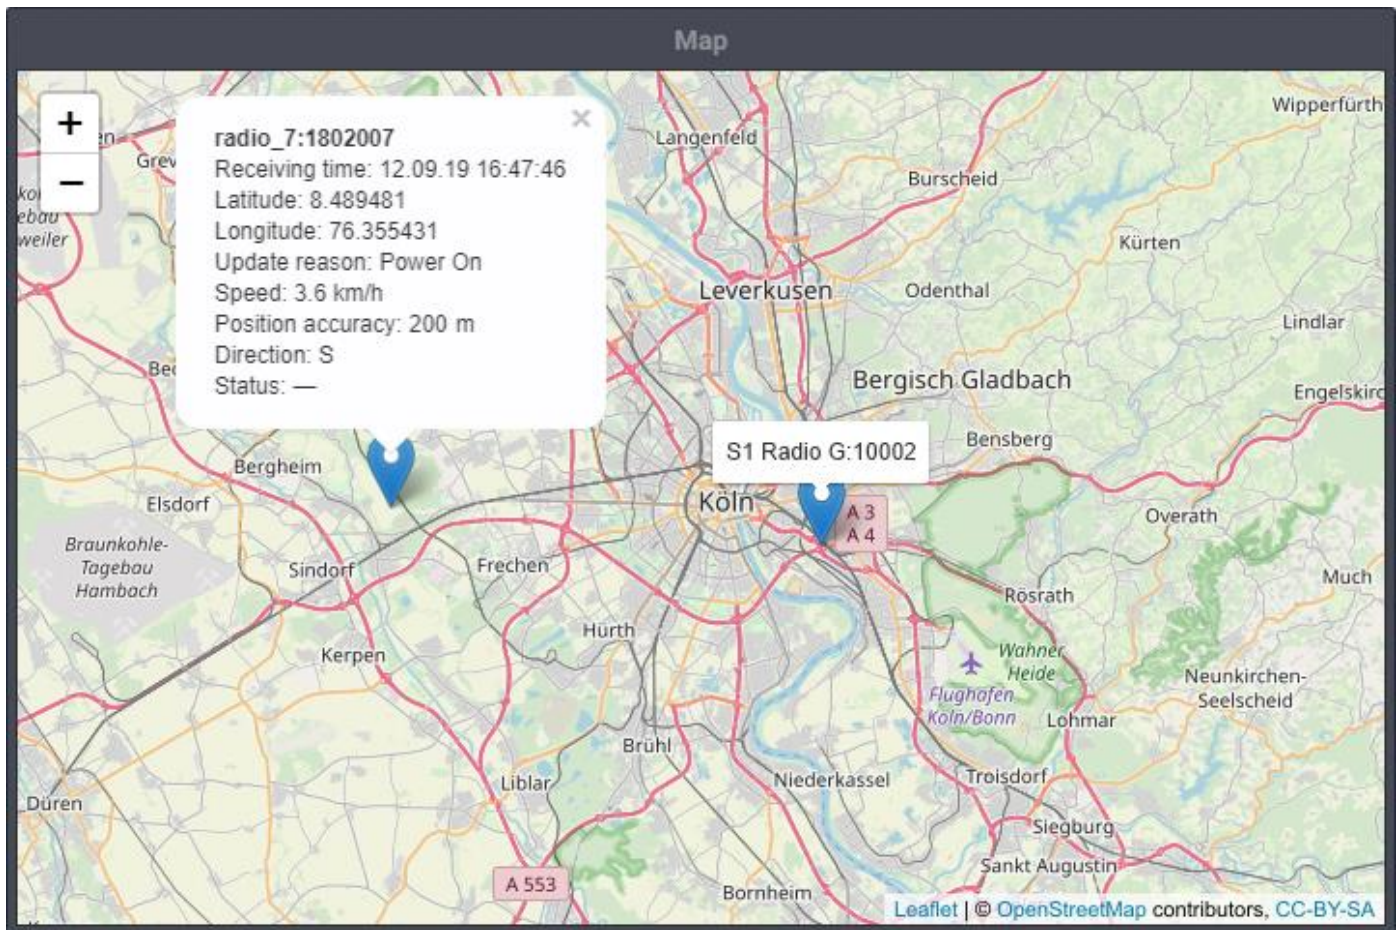 Map
+
−
radio_7:1802007
×
Receiving time: 12.09.19 16:47:46
Latitude: 8.489481
Longitude: 76.355431
Update reason: Power On
Speed: 3.6 km/h
Position accuracy: 200 m
Direction: S
Status: —
Langenfeld
Wipperfürth
Burscheid
Kürten
Leverkusen
Odenthal
Lindlar
Bergisch Gladbach
Bensberg
S1 Radio G:10002
Bergheim
Elsdorf
Köln
A 3
A 4
Overath
Braunkohle-
Tagebau
Hambach
Sindorf
Frechen
Much
Rösrath
Hürth
Kerpen
Wahner
Heide
Flughafen
Köln/Bonn
Neunkirchen-
Seelscheid
Lohmar
Brühl
Liblar
Niederkassel
Troisdorf
Düren
Siegburg
Sankt Augustin
A 553
Bornheim
Leaflet | © OpenStreetMap contributors, CC-BY-SA